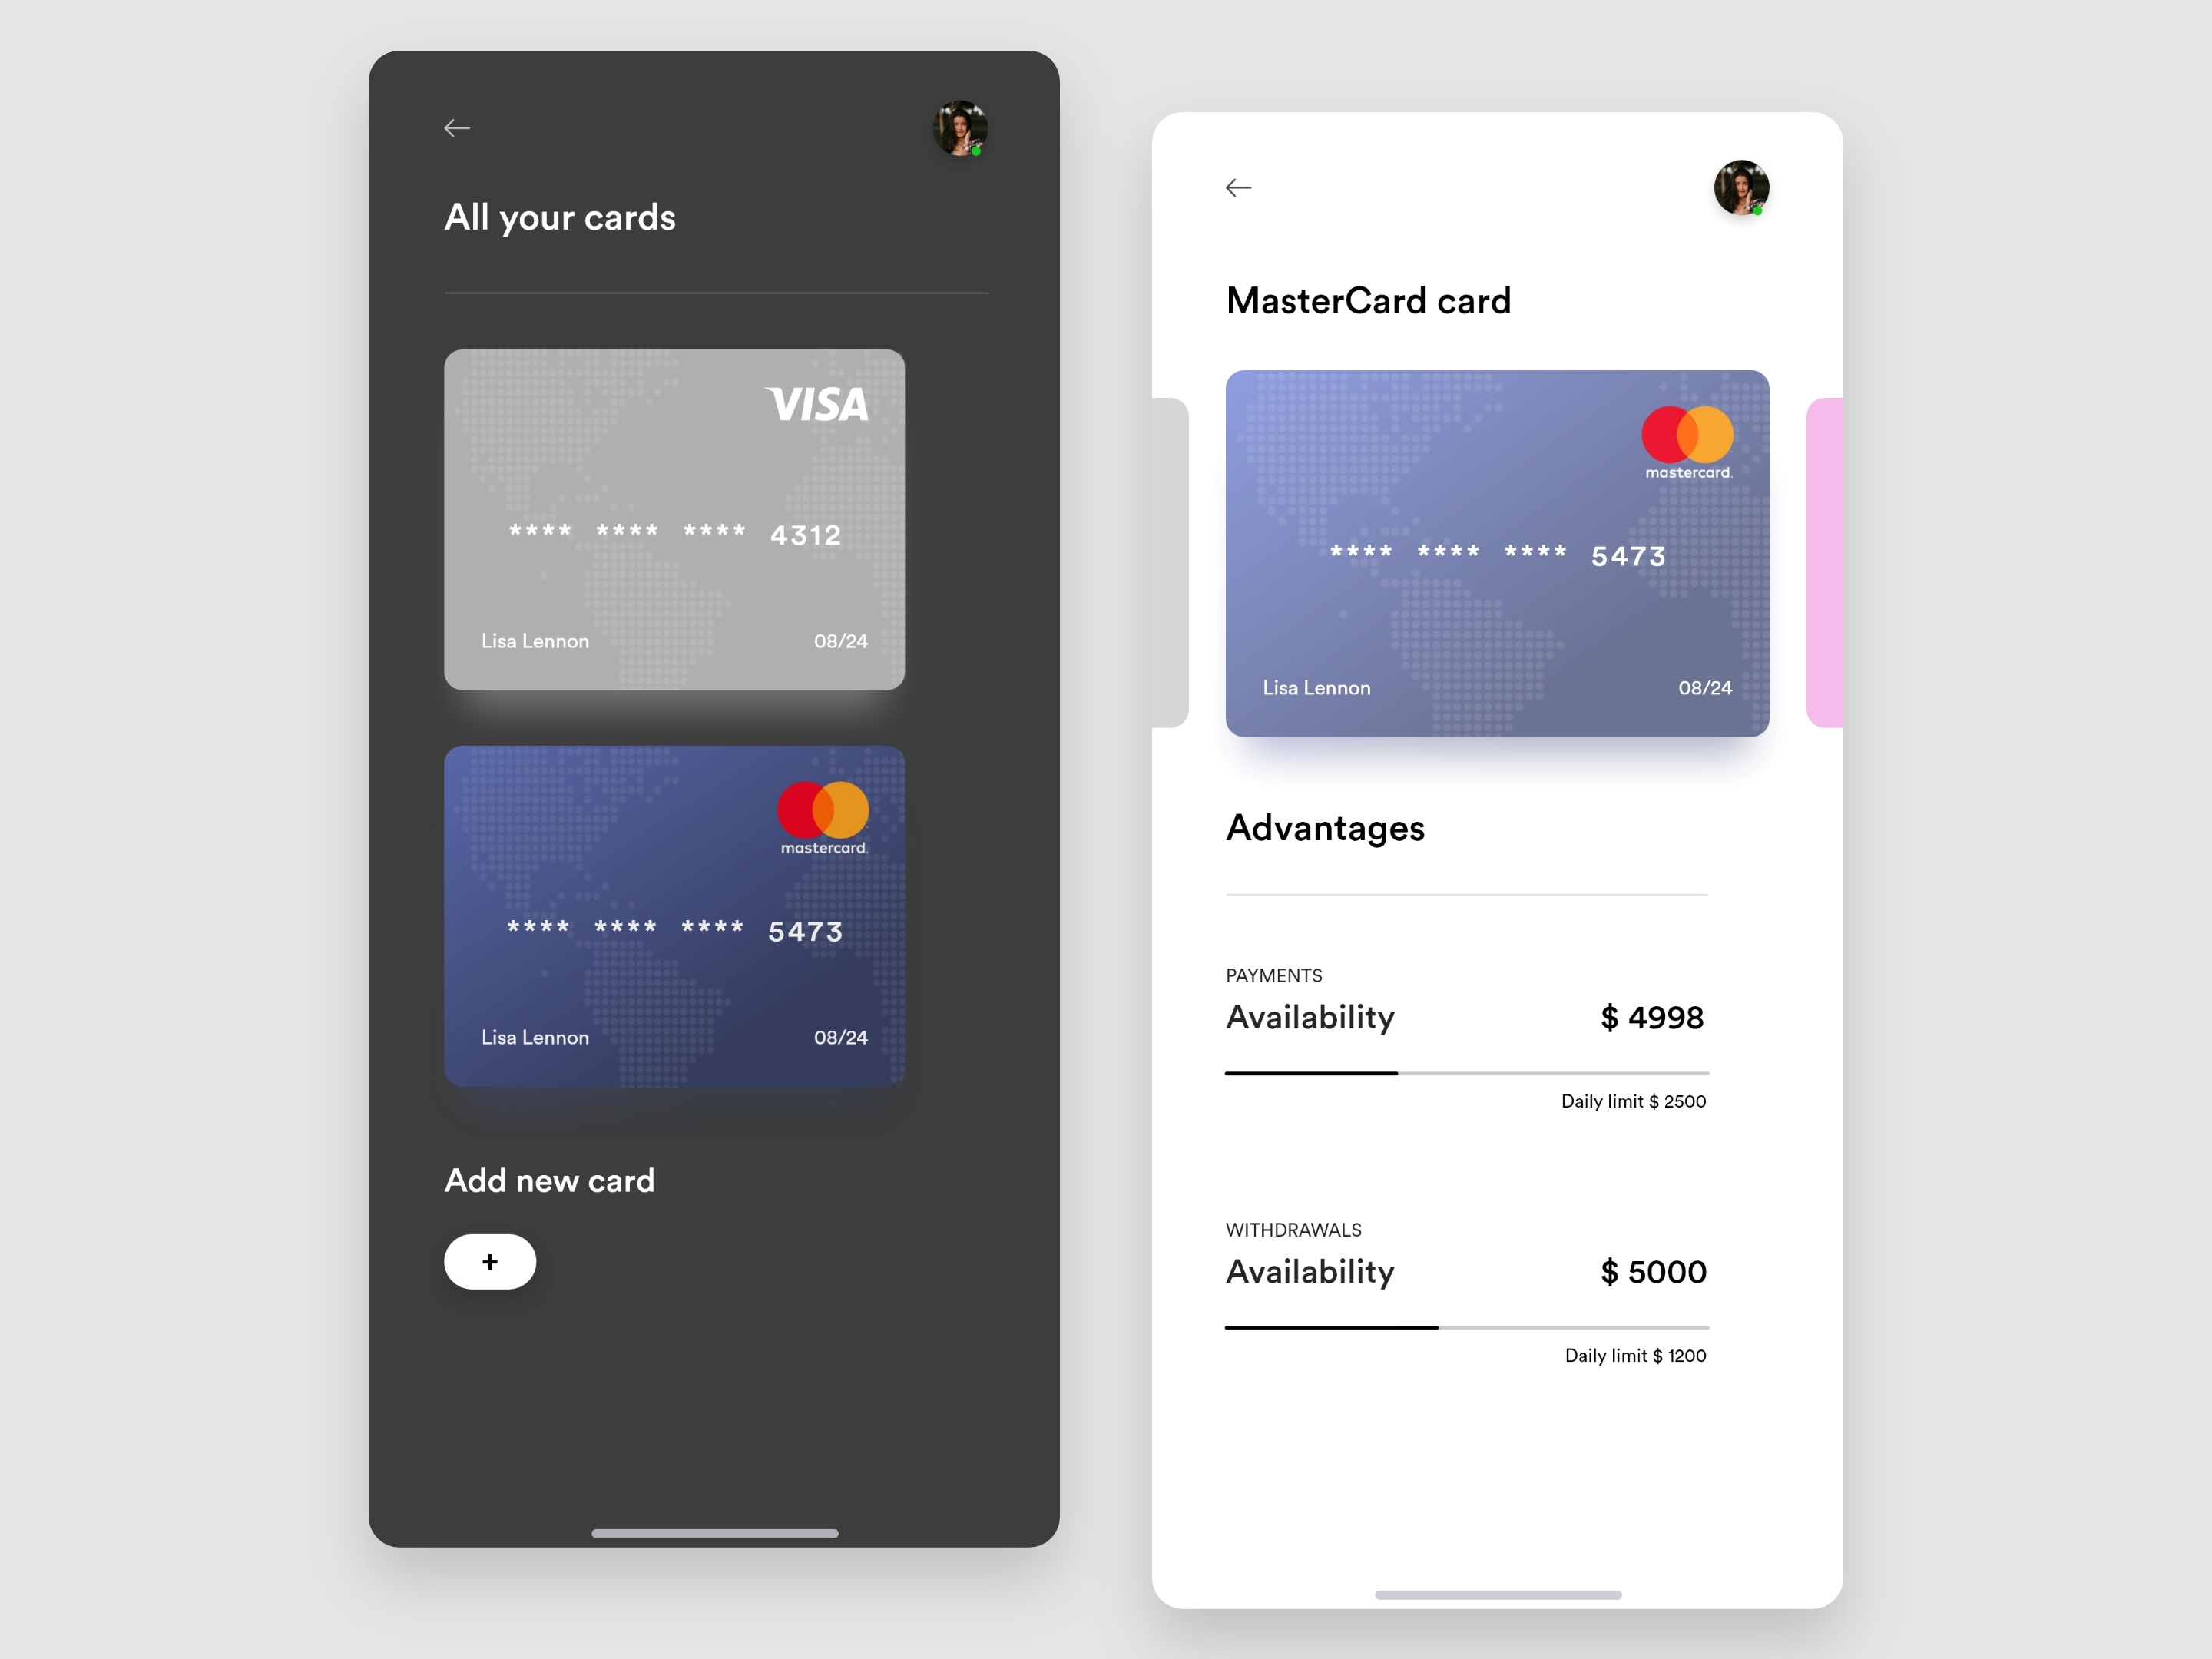 All your cards
VISA
**** **** **** 4312
Lisa Lennon 08/24
mastercard.
**** **** **** 5473
Lisa Lennon 08/24
Add new card
+
MasterCard card
mastercard.
**** **** **** 5473
Lisa Lennon 08/24
Advantages
PAYMENTS
Availability $ 4998
Daily limit $ 2500
WITHDRAWALS
Availability $ 5000
Daily limit $ 1200